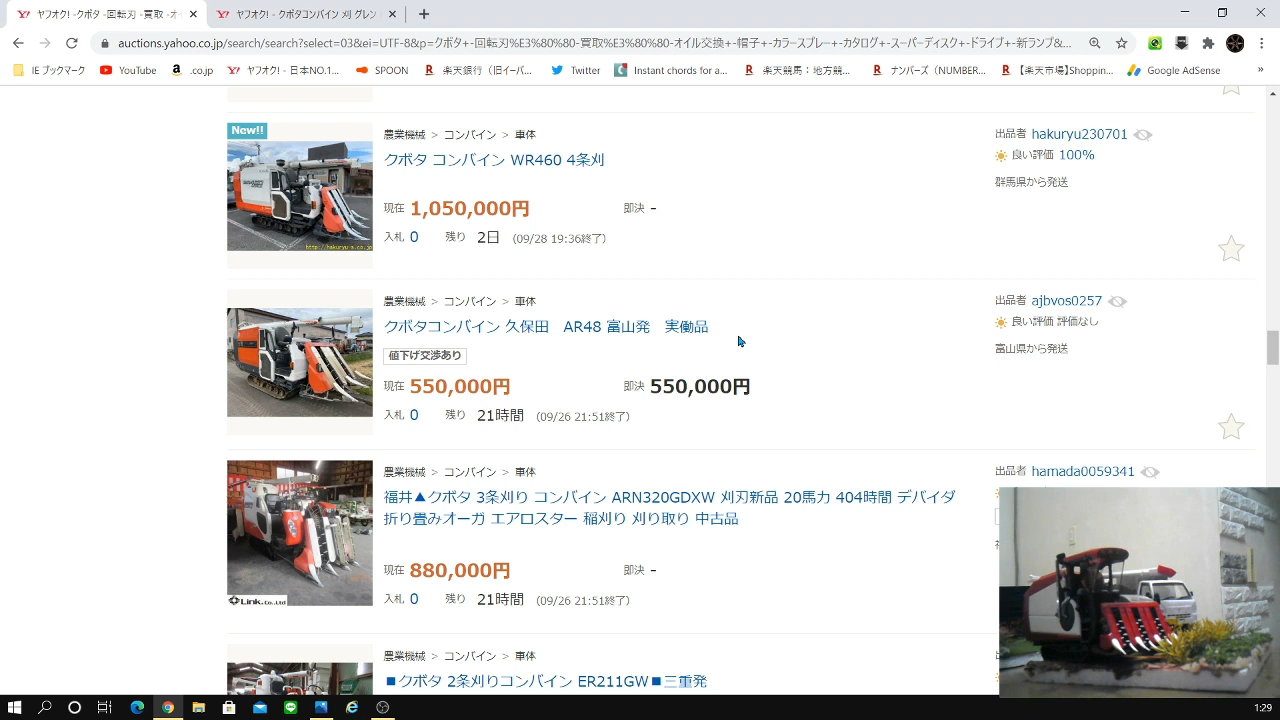 ヤフオク! -クボタ -回転刃 -買取 -オイ
ヤフオク! - クボタコンバイン 刈 グレン
auctions.yahoo.co.jp/search/search?select=03&ei=UTF-8&p=クボタ+-回転刃%E3%80%80-買取%E3%80%80-オイル交換+-帽子+-カラースプレー+-カタログ+-スーパーディスク+-ドライブ+-新ランプ&...
IE ブックマーク
YouTube
.co.jp
ヤフオク! - 日本NO.1...
SPOON
楽天銀行（旧イーバ...
Twitter
Instant chords for a...
楽天競馬：地方競...
ナンバーズ（NUMBER...
【楽天市場】Shoppin...
Google AdSense
New!!
農業機械 > コンバイン > 車体
クボタ コンバイン WR460 4条刈
現在 1,050,000円 即決 -
入札 0 残り 2日 (09/28 19:36終了)
出品者 hakuryu230701
良い評価 100%
群馬県から発送
農業機械 > コンバイン > 車体
クボタコンバイン 久保田　AR48 富山発　実働品
値下げ交渉あり
現在 550,000円 即決 550,000円
入札 0 残り 21時間 (09/26 21:51終了)
出品者 ajbvos0257
良い評価 評価なし
富山県から発送
農業機械 > コンバイン > 車体
福井▲クボタ 3条刈り コンバイン ARN320GDXW 刈刃新品 20馬力 404時間 デバイダ
折り畳みオーガ エアロスター 稲刈り 刈り取り 中古品
現在 880,000円 即決 -
入札 0 残り 21時間 (09/26 21:51終了)
出品者 hamada0059341
Link.Co.,Ltd
農業機械 > コンバイン > 車体
■クボタ 2条刈りコンバイン ER211GW■三重発
1:29